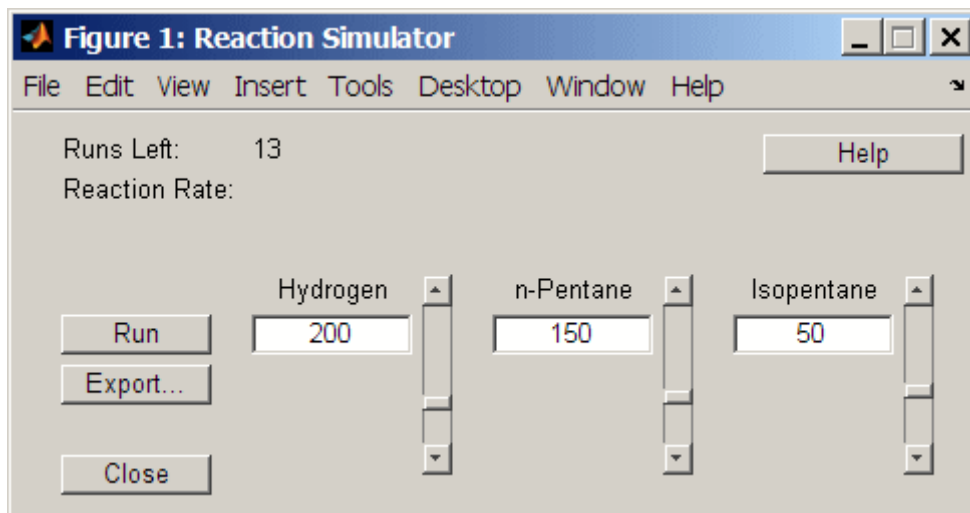 Figure 1: Reaction Simulator
File Edit View Insert Tools Desktop Window Help
Runs Left: 13
Help
Reaction Rate:
Hydrogen n-Pentane Isopentane
Run 200 150 50
Export...
Close